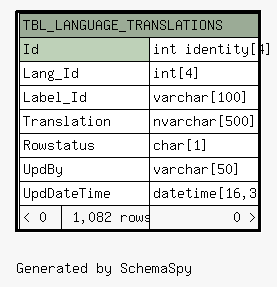 TBL_LANGUAGE_TRANSLATIONS
Id int identity[4]
Lang_Id int[4]
Label_Id varchar[100]
Translation nvarchar[500]
Rowstatus char[1]
UpdBy varchar[50]
UpdDateTime datetime[16,3
< 0 1,082 rows 0 >
Generated by SchemaSpy